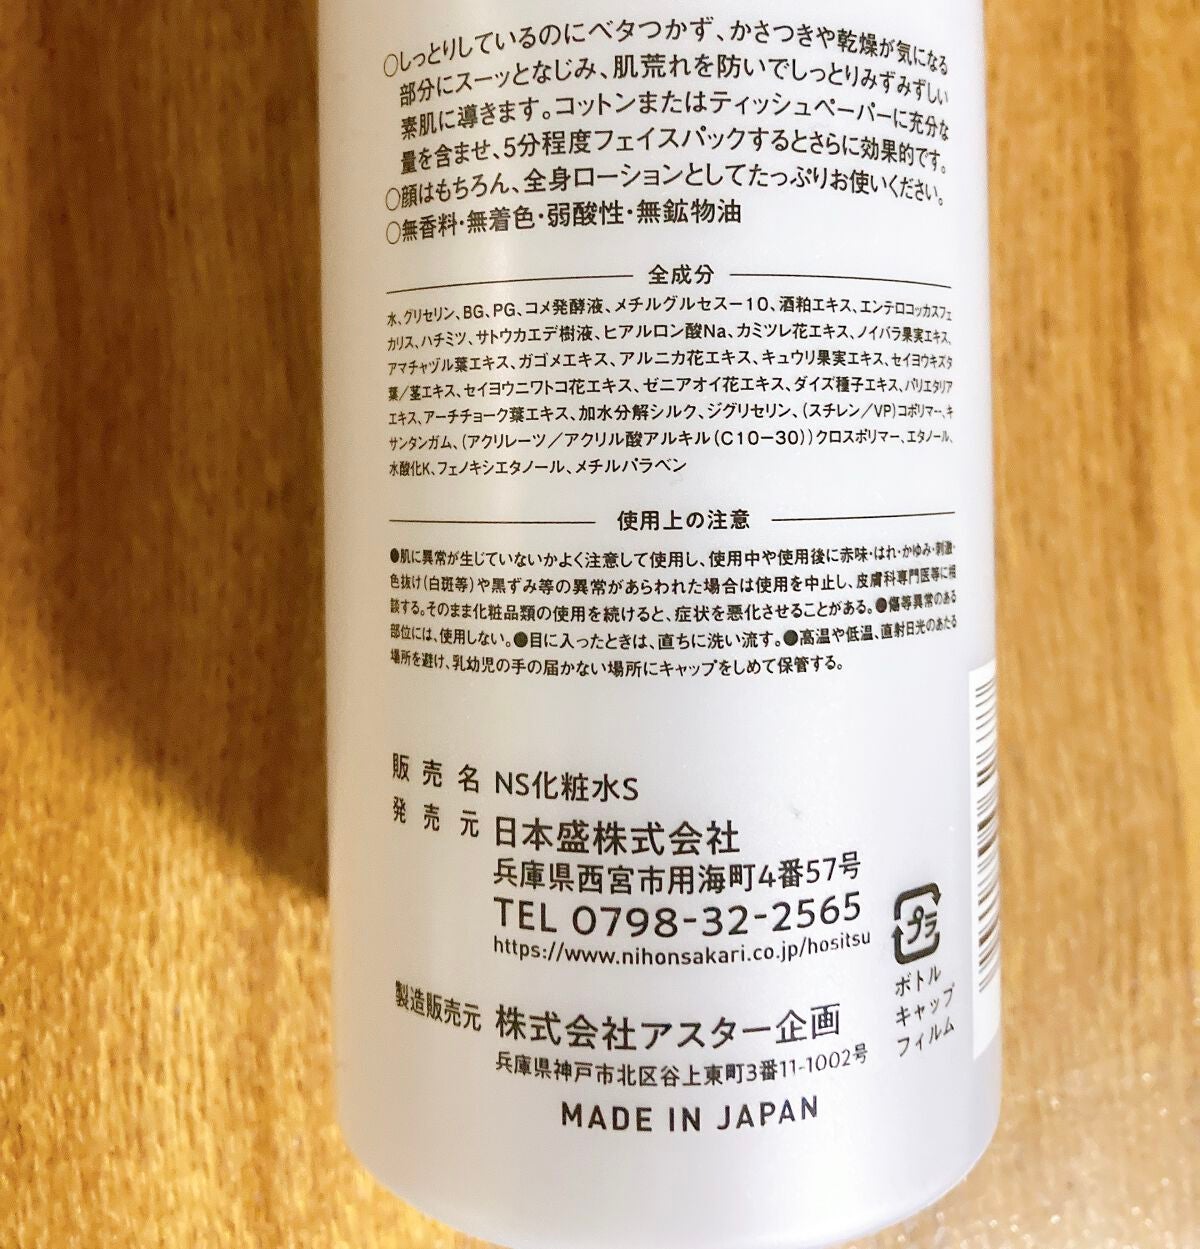 ○しっとりしているのにベタつかず、かさつきや乾燥が気になる
部分にスーッとなじみ、肌荒れを防いでしっとりみずみずしい
素肌に導きます。コットンまたはティッシュペーパーに充分な
量を含ませ、5分程度フェイスパックするとさらに効果的です。
○顔はもちろん、全身ローションとしてたっぷりお使いください。
○無香料・無着色・弱酸性・無鉱物油
全成分
水、グリセリン、BG、PG、コメ発酵液、メチルグルセスー10、酒粕エキス、エンテロコッカスフェ
カリス、ハチミツ、サトウカエデ樹液、ヒアルロン酸Na、カミツレ花エキス、ノイバラ果実エキス、
アマチャヅル葉エキス、ガゴメエキス、アルニカ花エキス、キュウリ果実エキス、セイヨウキズタ
葉/茎エキス、セイヨウニワトコ花エキス、ゼニアオイ花エキス、ダイズ種子エキス、パリエタリア
エキス、アーチチョーク葉エキス、加水分解シルク、ジグリセリン、(スチレン/VP)コポリマー、キ
サンタンガム、(アクリレーツ/アクリル酸アルキル(C10ー30))クロスポリマー、エタノール、
水酸化K、フェノキシエタノール、メチルパラベン
使用上の注意
●肌に異常が生じていないかよく注意して使用し、使用中や使用後に赤味・はれ・かゆみ・刺激・
色抜け(白斑等)や黒ずみ等の異常があらわれた場合は使用を中止し、皮膚科専門医等に相
談する。そのまま化粧品類の使用を続けると、症状を悪化させることがある。●傷等異常のある
部位には、使用しない。●目に入ったときは、直ちに洗い流す。●高温や低温、直射日光のあたる
場所を避け、乳幼児の手の届かない場所にキャップをしめて保管する。
販売名 NS化粧水S
発売元 日本盛株式会社
兵庫県西宮市用海町4番57号
TEL 0798-32-2565
https://www.nihonsakari.co.jp/hositsu
プラ
ボトル
キャップ
フィルム
製造販売元 株式会社アスター企画
兵庫県神戸市北区谷上東町3番11-1002号
MADE IN JAPAN